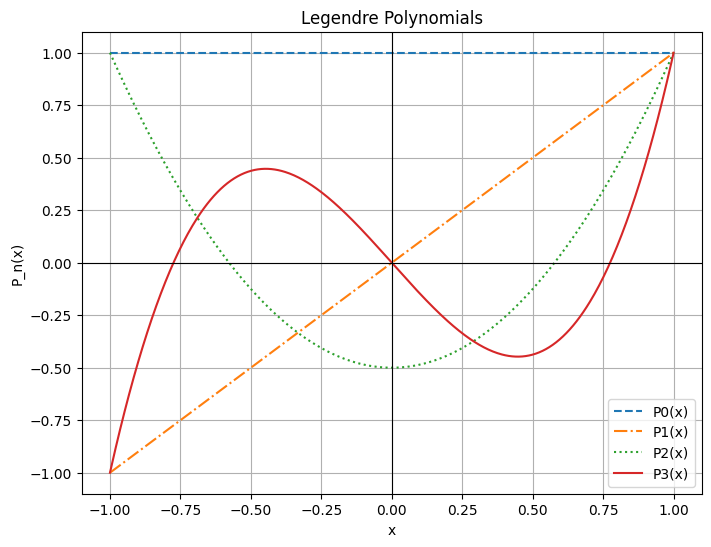 Legendre Polynomials
P_n(x)
1.00
0.75
0.50
0.25
0.00
−0.25
−0.50
−0.75
−1.00
−1.00 −0.75 −0.50 −0.25 0.00 0.25 0.50 0.75 1.00
x
P0(x)
P1(x)
P2(x)
P3(x)